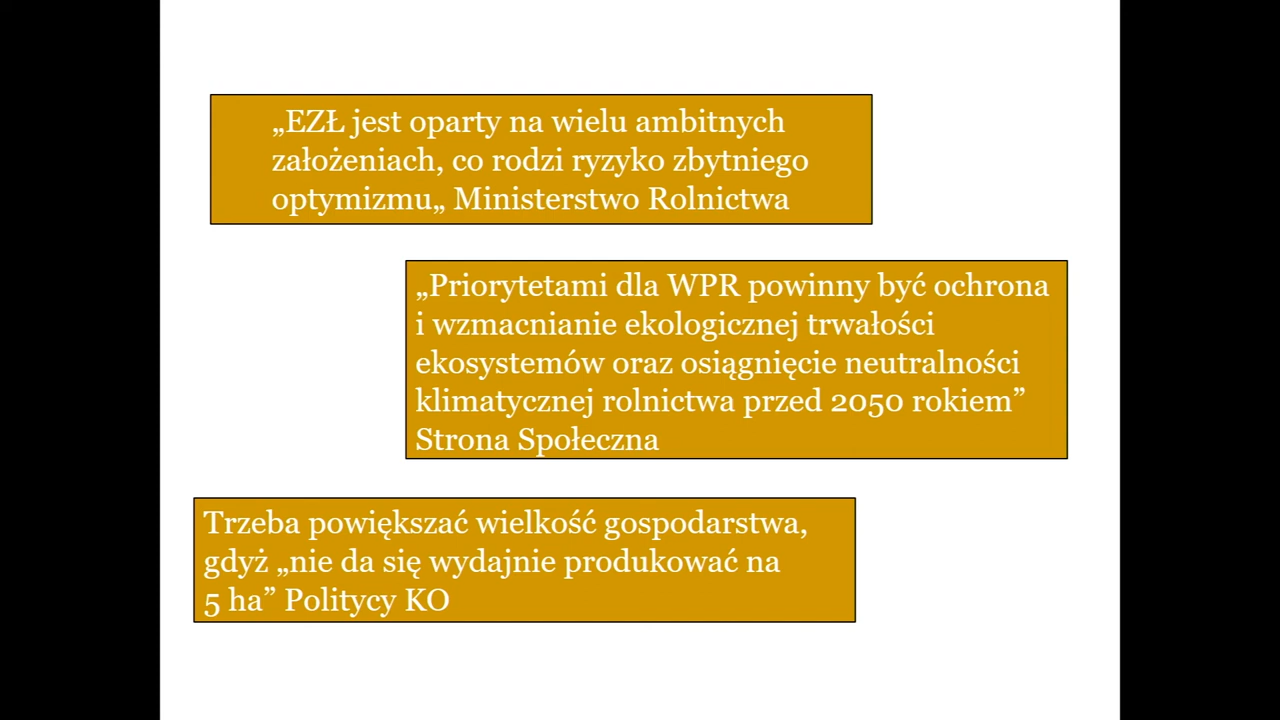 „EZŁ jest oparty na wielu ambitnych
założeniach, co rodzi ryzyko zbytniego
optymizmu„ Ministerstwo Rolnictwa
„Priorytetami dla WPR powinny być ochrona
i wzmacnianie ekologicznej trwałości
ekosystemów oraz osiągnięcie neutralności
klimatycznej rolnictwa przed 2050 rokiem”
Strona Społeczna
Trzeba powiększać wielkość gospodarstwa,
gdyż „nie da się wydajnie produkować na
5 ha” Politycy KO